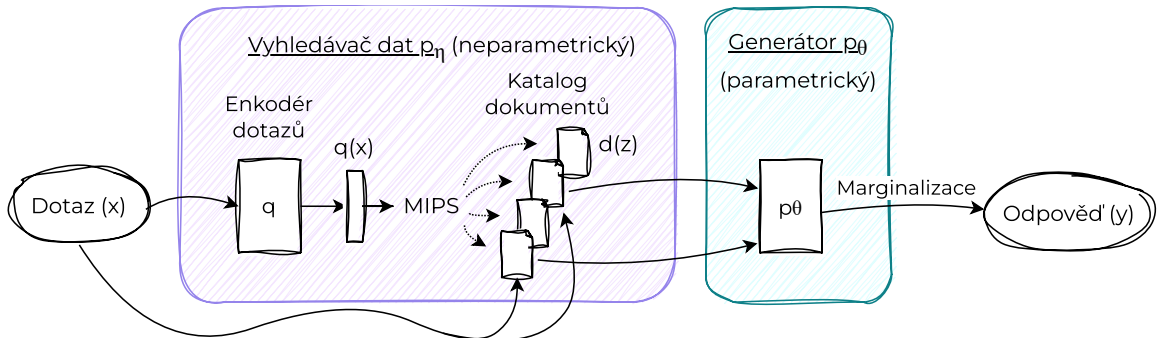 Vyhledávač dat pη (neparametrický)
Generátor pθ
(parametrický)
Katalog
dokumentů
Enkodér
dotazů
q(x)
d(z)
Dotaz (x)
q
MIPS
pθ
Marginalizace
Odpověď (y)